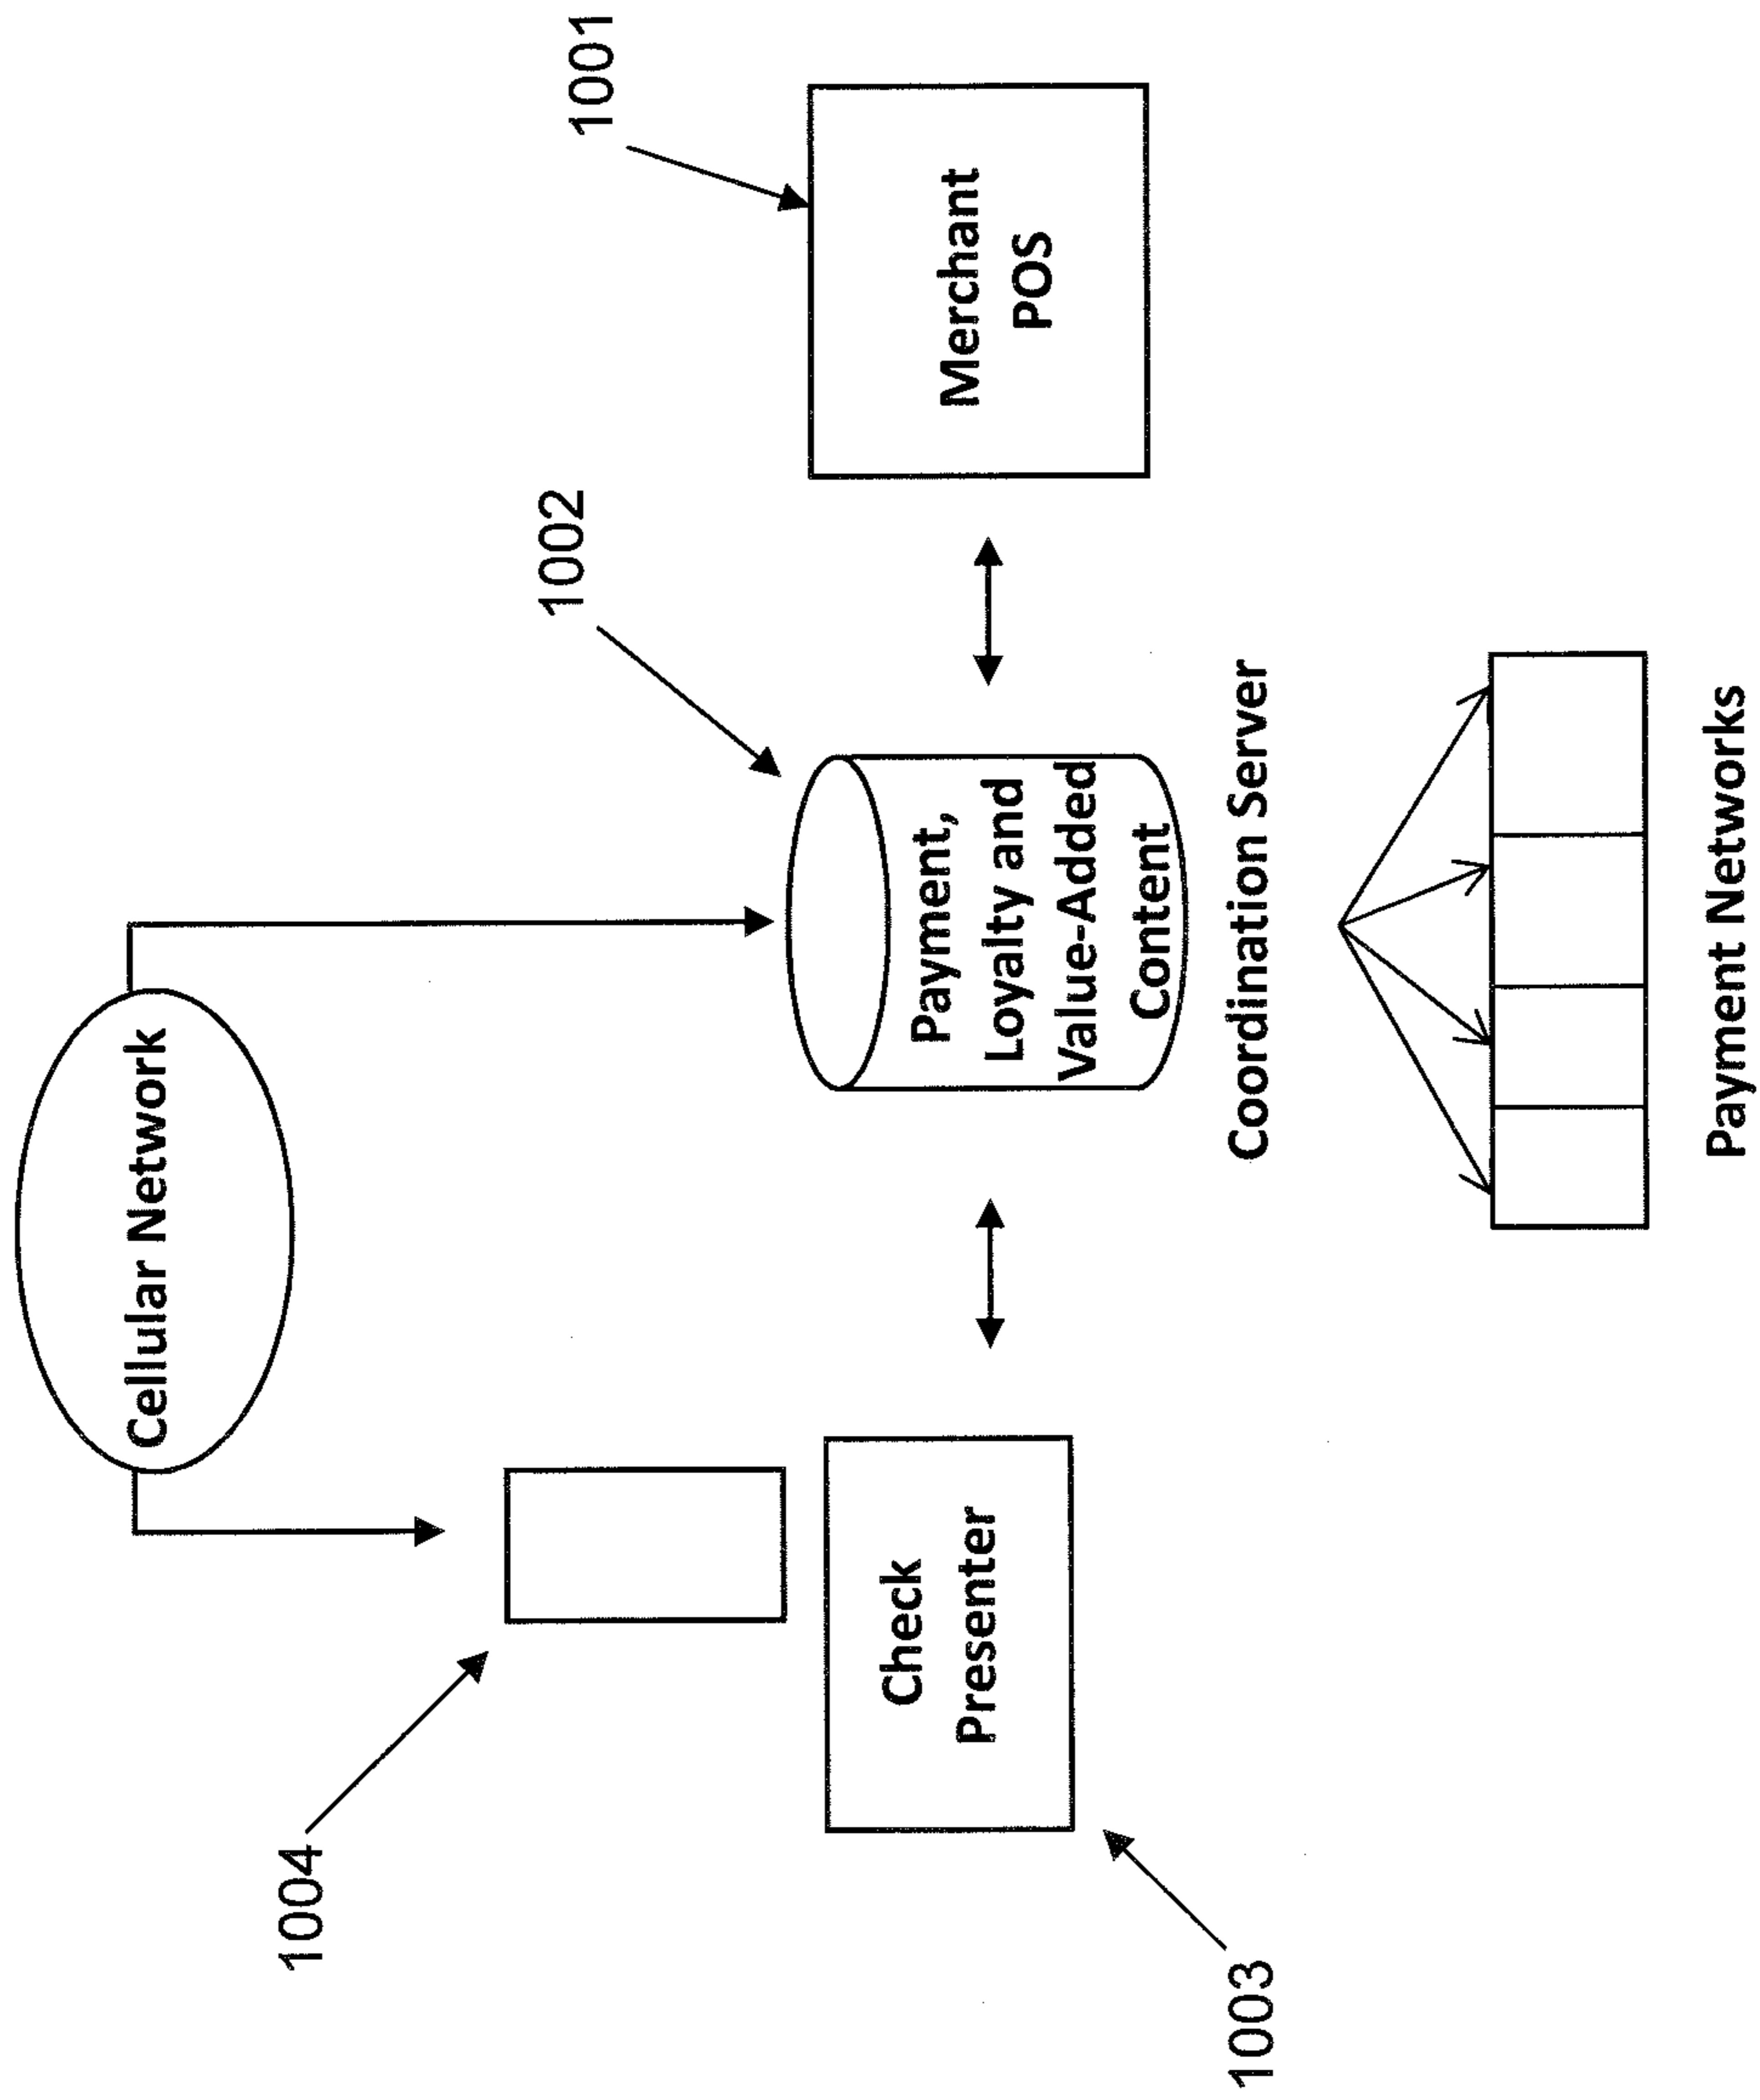 Cellular Network
1004
1002
1001
Check
Presenter
Payment,
Loyalty and
Value-Added
Content
Merchant
POS
1003
Coordination Server
Payment Networks